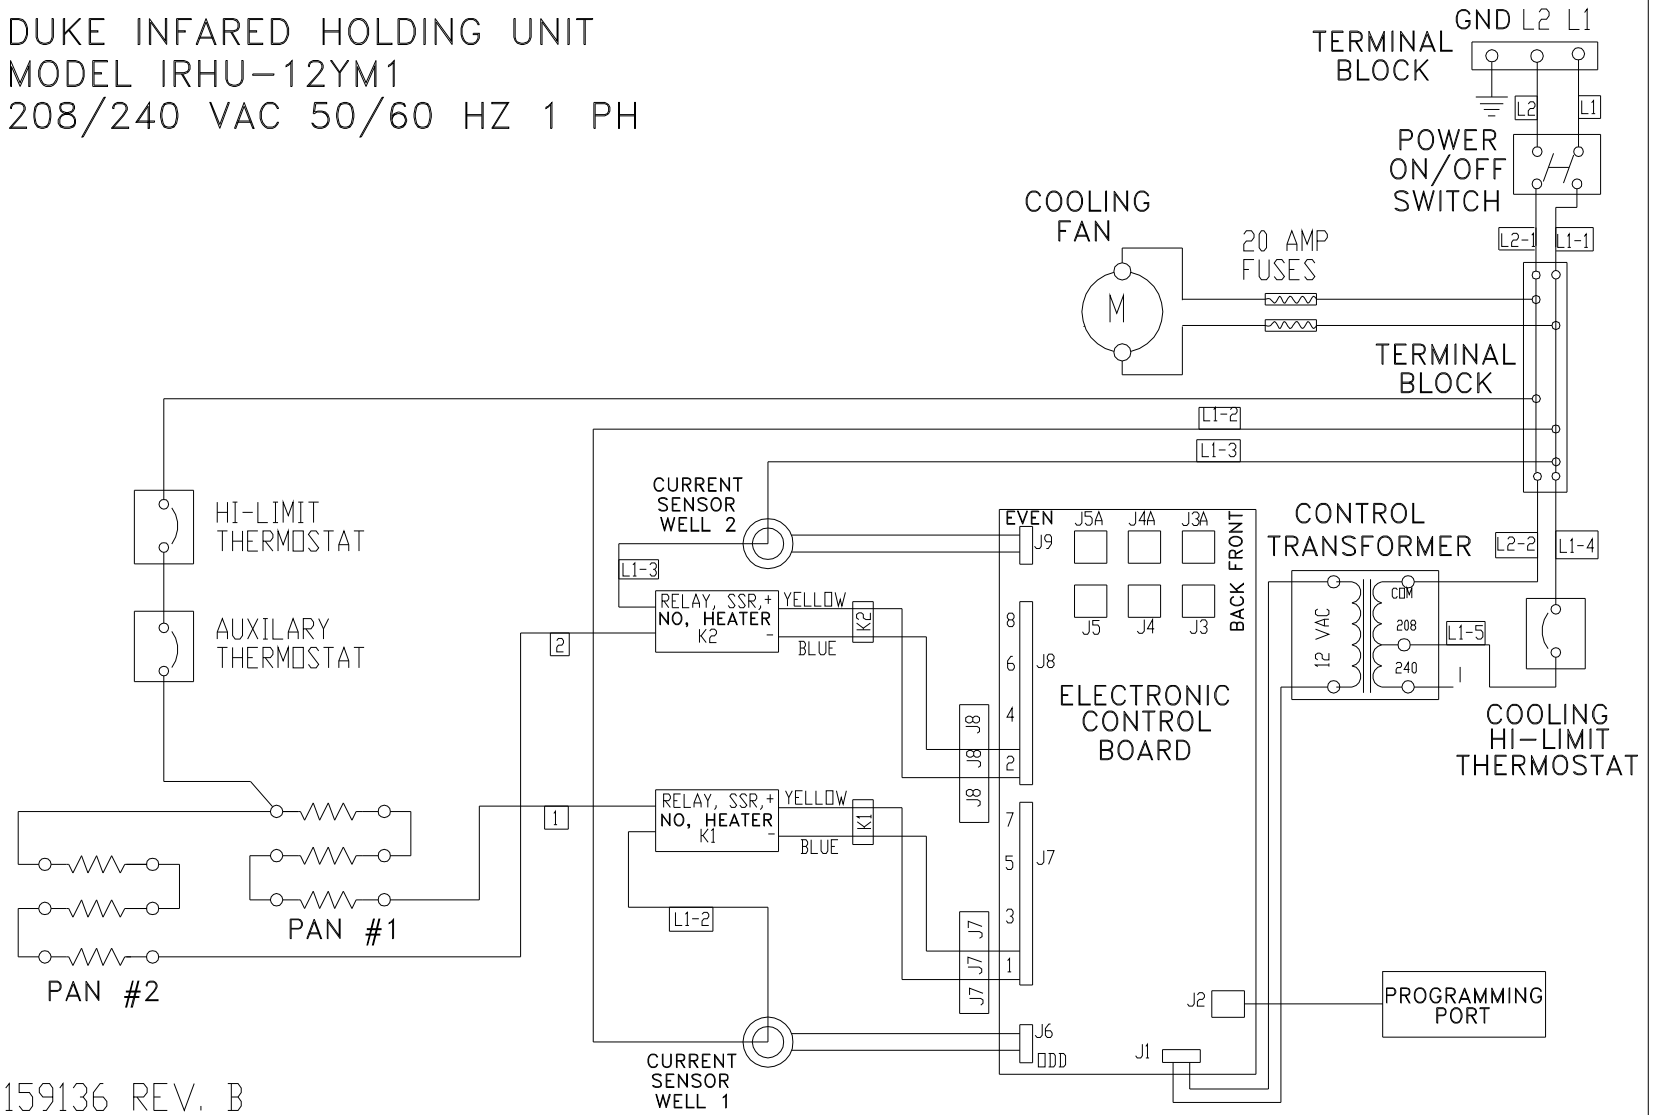 DUKE INFARED HOLDING UNIT
MODEL IRHU-12YM1
208/240 VAC 50/60 HZ 1 PH
GND L2 L1
TERMINAL
BLOCK
L2
L1
POWER
ON/OFF
SWITCH
COOLING
FAN
20 AMP
FUSES
L2-1
L1-1
M
TERMINAL
BLOCK
L1-2
L1-3
HI-LIMIT
THERMOSTAT
AUXILARY
THERMOSTAT
CURRENT
SENSOR
WELL 2
L1-3
RELAY, SSR,+
NO, HEATER
K2
-
YELLOW
BLUE
K2
2
EVEN
J9
J5A
J4A
J3A
J5
J4
J3
BACK FRONT
8
6
4
2
J8
J8
J8
J8
ELECTRONIC
CONTROL
BOARD
CONTROL
TRANSFORMER
L2-2
L1-4
12 VAC
COM
208
240
L1-5
COOLING
HI-LIMIT
THERMOSTAT
1
RELAY, SSR,+
NO, HEATER
K1
-
YELLOW
BLUE
K1
7
5
3
1
J7
J7
J7
J7
L1-2
PAN #1
PAN #2
J2
PROGRAMMING
PORT
J1
J6
ODD
CURRENT
SENSOR
WELL 1
159136 REV. B